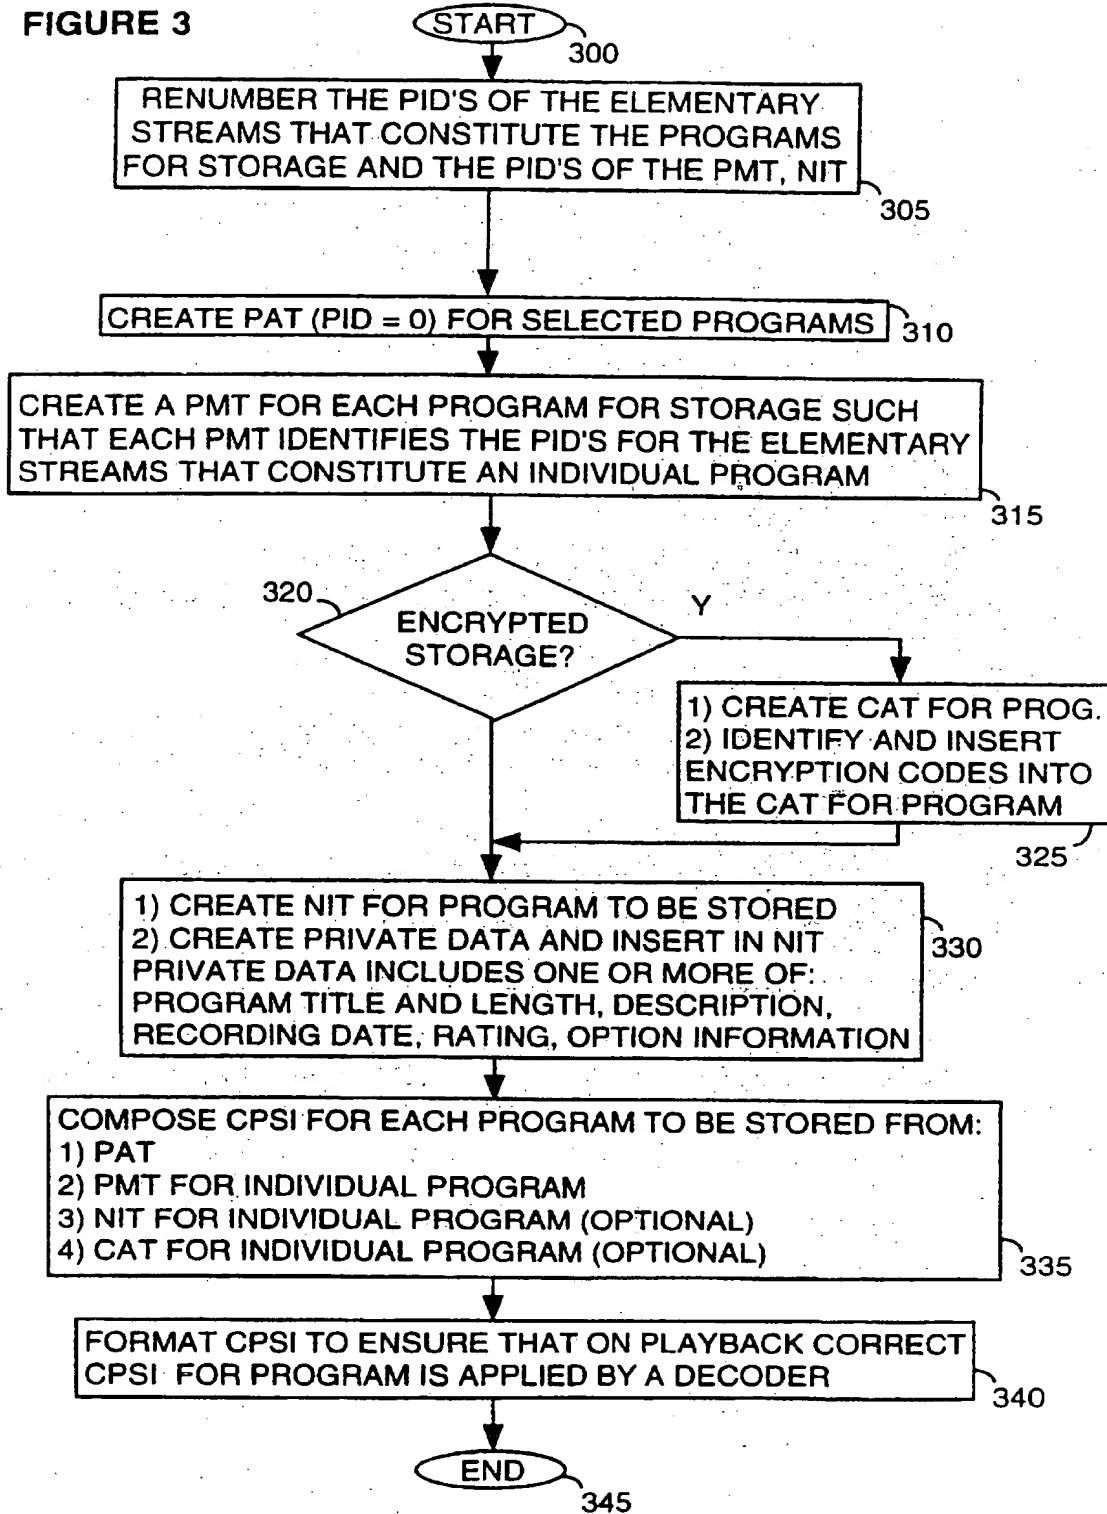 FIGURE 3
START
300
RENUMBER THE PID'S OF THE ELEMENTARY
STREAMS THAT CONSTITUTE THE PROGRAMS
FOR STORAGE AND THE PID'S OF THE PMT, NIT
305
CREATE PAT (PID = 0) FOR SELECTED PROGRAMS
310
CREATE A PMT FOR EACH PROGRAM FOR STORAGE SUCH
THAT EACH PMT IDENTIFIES THE PID'S FOR THE ELEMENTARY
STREAMS THAT CONSTITUTE AN INDIVIDUAL PROGRAM
315
320
ENCRYPTED
STORAGE?
Y
1) CREATE CAT FOR PROG.
2) IDENTIFY AND INSERT
ENCRYPTION CODES INTO
THE CAT FOR PROGRAM
325
1) CREATE NIT FOR PROGRAM TO BE STORED
2) CREATE PRIVATE DATA AND INSERT IN NIT
PRIVATE DATA INCLUDES ONE OR MORE OF:
PROGRAM TITLE AND LENGTH, DESCRIPTION,
RECORDING DATE, RATING, OPTION INFORMATION
330
COMPOSE CPSI FOR EACH PROGRAM TO BE STORED FROM:
1) PAT
2) PMT FOR INDIVIDUAL PROGRAM
3) NIT FOR INDIVIDUAL PROGRAM (OPTIONAL)
4) CAT FOR INDIVIDUAL PROGRAM (OPTIONAL)
335
FORMAT CPSI TO ENSURE THAT ON PLAYBACK CORRECT
CPSI FOR PROGRAM IS APPLIED BY A DECODER
340
END
345